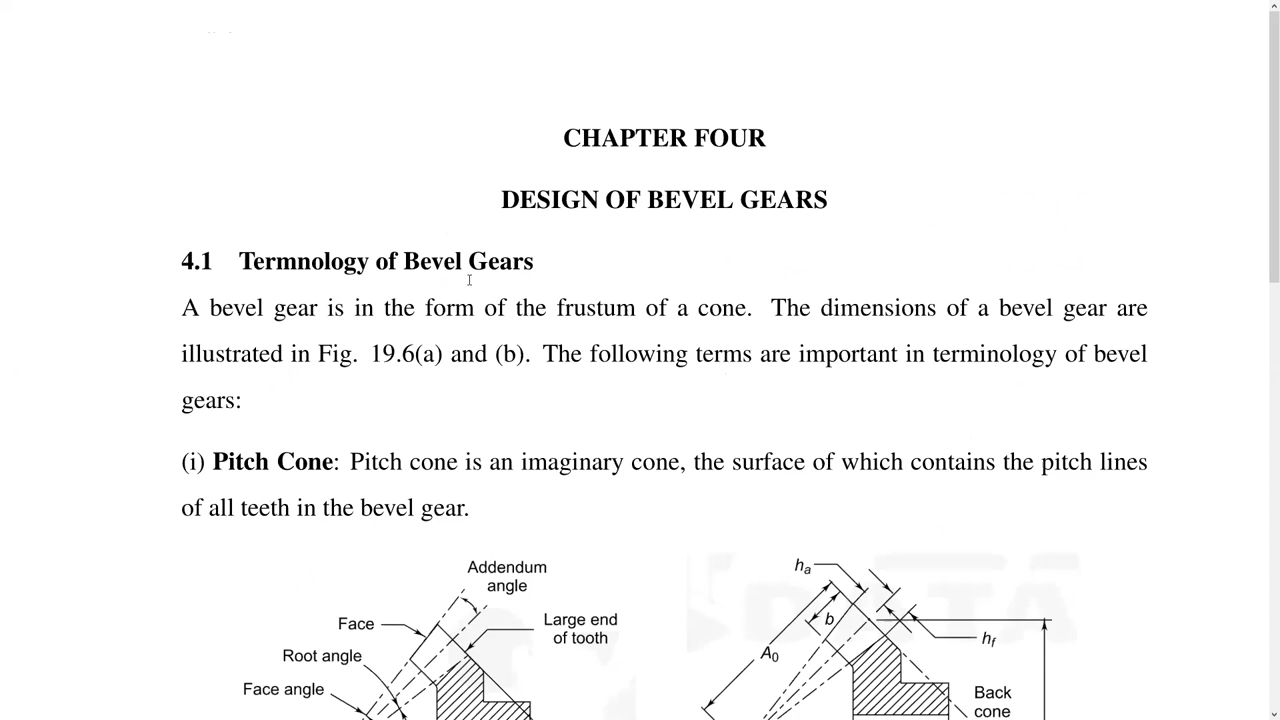 CHAPTER FOUR
DESIGN OF BEVEL GEARS
4.1 Termnology of Bevel Gears
A bevel gear is in the form of the frustum of a cone. The dimensions of a bevel gear are
illustrated in Fig. 19.6(a) and (b). The following terms are important in terminology of bevel
gears:
(i) Pitch Cone: Pitch cone is an imaginary cone, the surface of which contains the pitch lines
of all teeth in the bevel gear.
Addendum
angle
Face
Large end
of tooth
Root angle
Face angle
ha
b
hf
A0
Back
cone
DATA